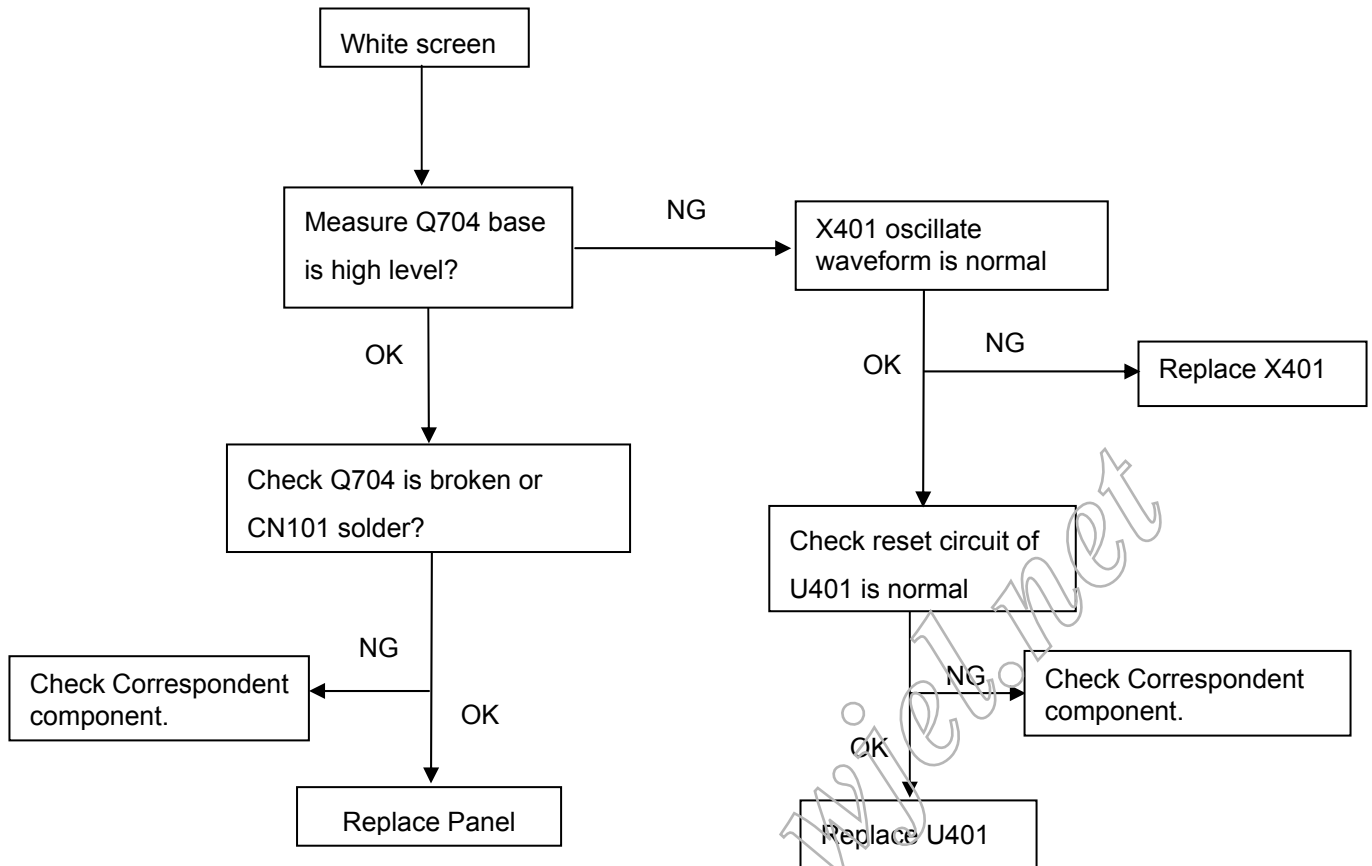 White screen
Measure Q704 base
is high level?
NG
X401 oscillate
waveform is normal
OK
OK
NG
Replace X401
Check Q704 is broken or
CN101 solder?
Check reset circuit of
U401 is normal
NG
Check Correspondent
component.
OK
NG
Check Correspondent
component.
OK
Replace Panel
Replace U401
wjel.net